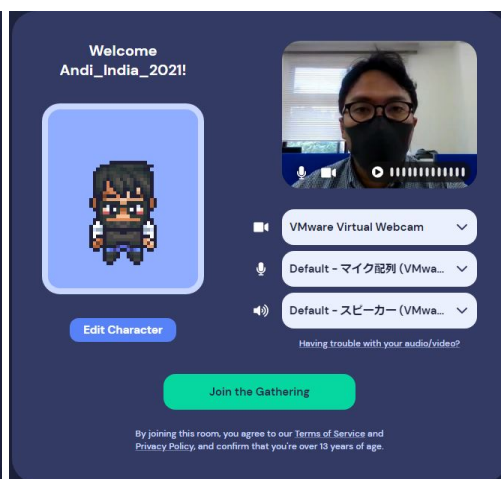 Welcome
Andi_India_2021!
Edit Character
VMware Virtual Webcam
Default - マイク配列 (VMwa...
Default - スピーカー (VMwa...
Having trouble with your audio/video?
Join the Gathering
By joining this room, you agree to our Terms of Service and
Privacy Policy, and confirm that you're over 13 years of age.